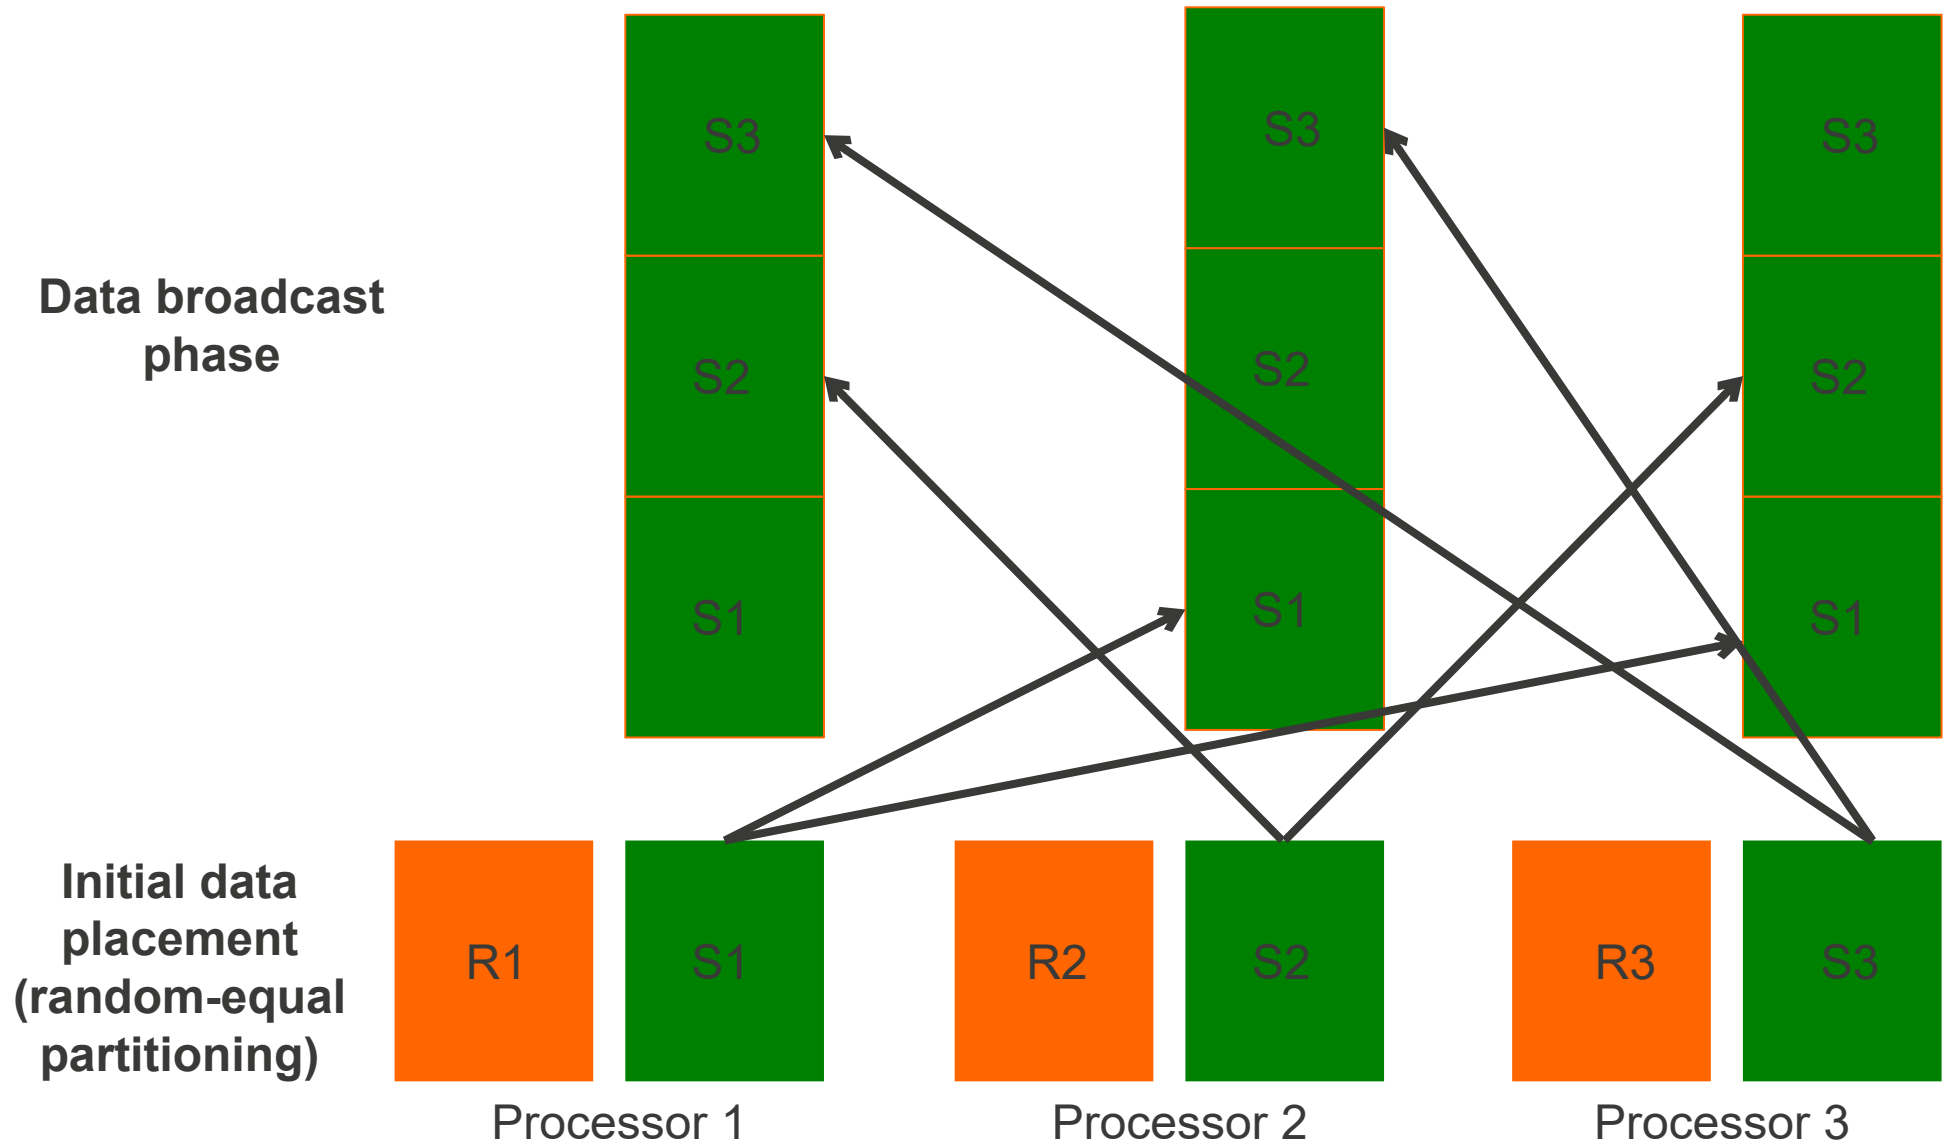 S3
S3
S3
Data broadcast
phase
S2
S2
S2
S1
S1
S1
Initial data
placement
(random-equal
partitioning)
R1
S1
R2
S2
R3
S3
Processor 1
Processor 2
Processor 3